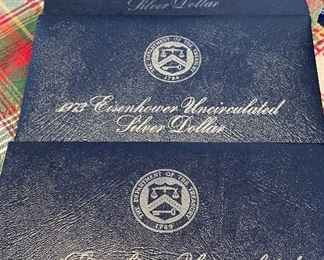 Silver Dollar
THE DEPARTMENT OF THE TREASURY
1789
1973 Eisenhower Uncirculated
Silver Dollar
THE DEPARTMENT OF THE TREASURY
1789